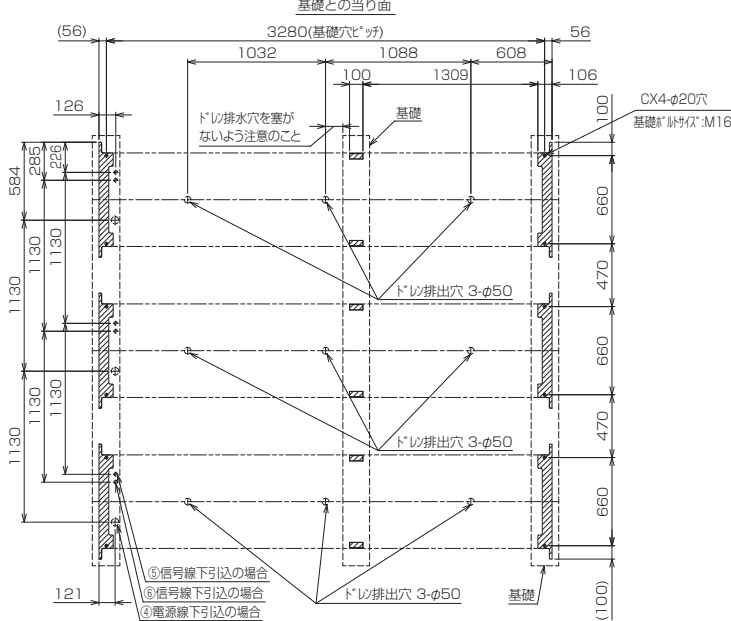 基礎との当り面
(56)
3280(基礎穴ピッチ)
56
1032
1088
608
100
1309
106
126
ドレン排水穴を塞が
ないよう注意のこと
基礎
100
CX4-φ20穴
基礎ボルトサイズ:M16
584
285
226
660
1130
1130
1130
ドレン排出穴 3-φ50
470
660
1130
1130
1130
ドレン排出穴 3-φ50
470
660
⑤信号線下引込の場合
⑥信号線下引込の場合
④電源線下引込の場合
121
ドレン排出穴 3-φ50
基礎
(100)